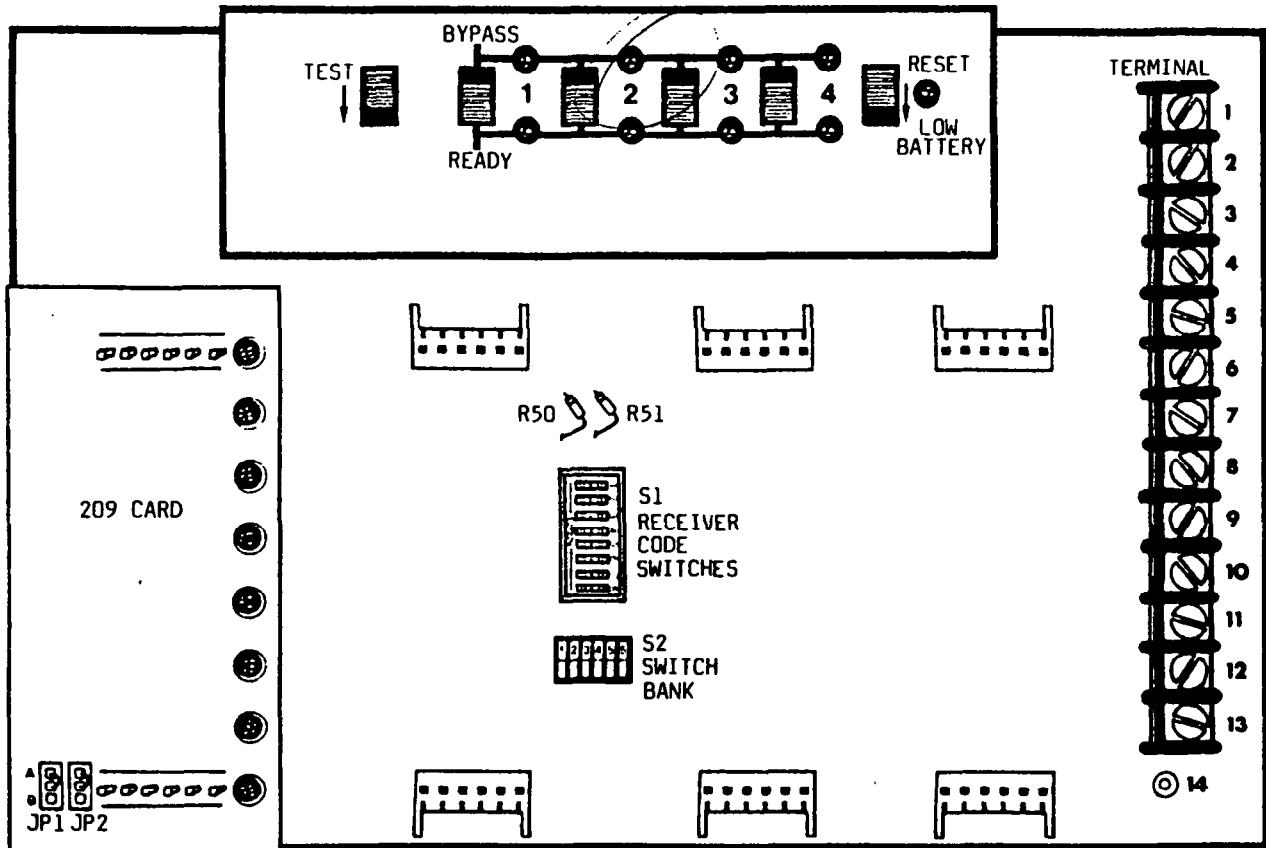 BYPASS
TEST
1 2 3 4
RESET
LOW
BATTERY
READY
TERMINAL
1
2
3
4
5
6
7
8
9
10
11
12
13
14
R50 R51
209 CARD
S1
RECEIVER
CODE
SWITCHES
1 2 3 4 5 6
S2
SWITCH
BANK
A
B
JP1 JP2